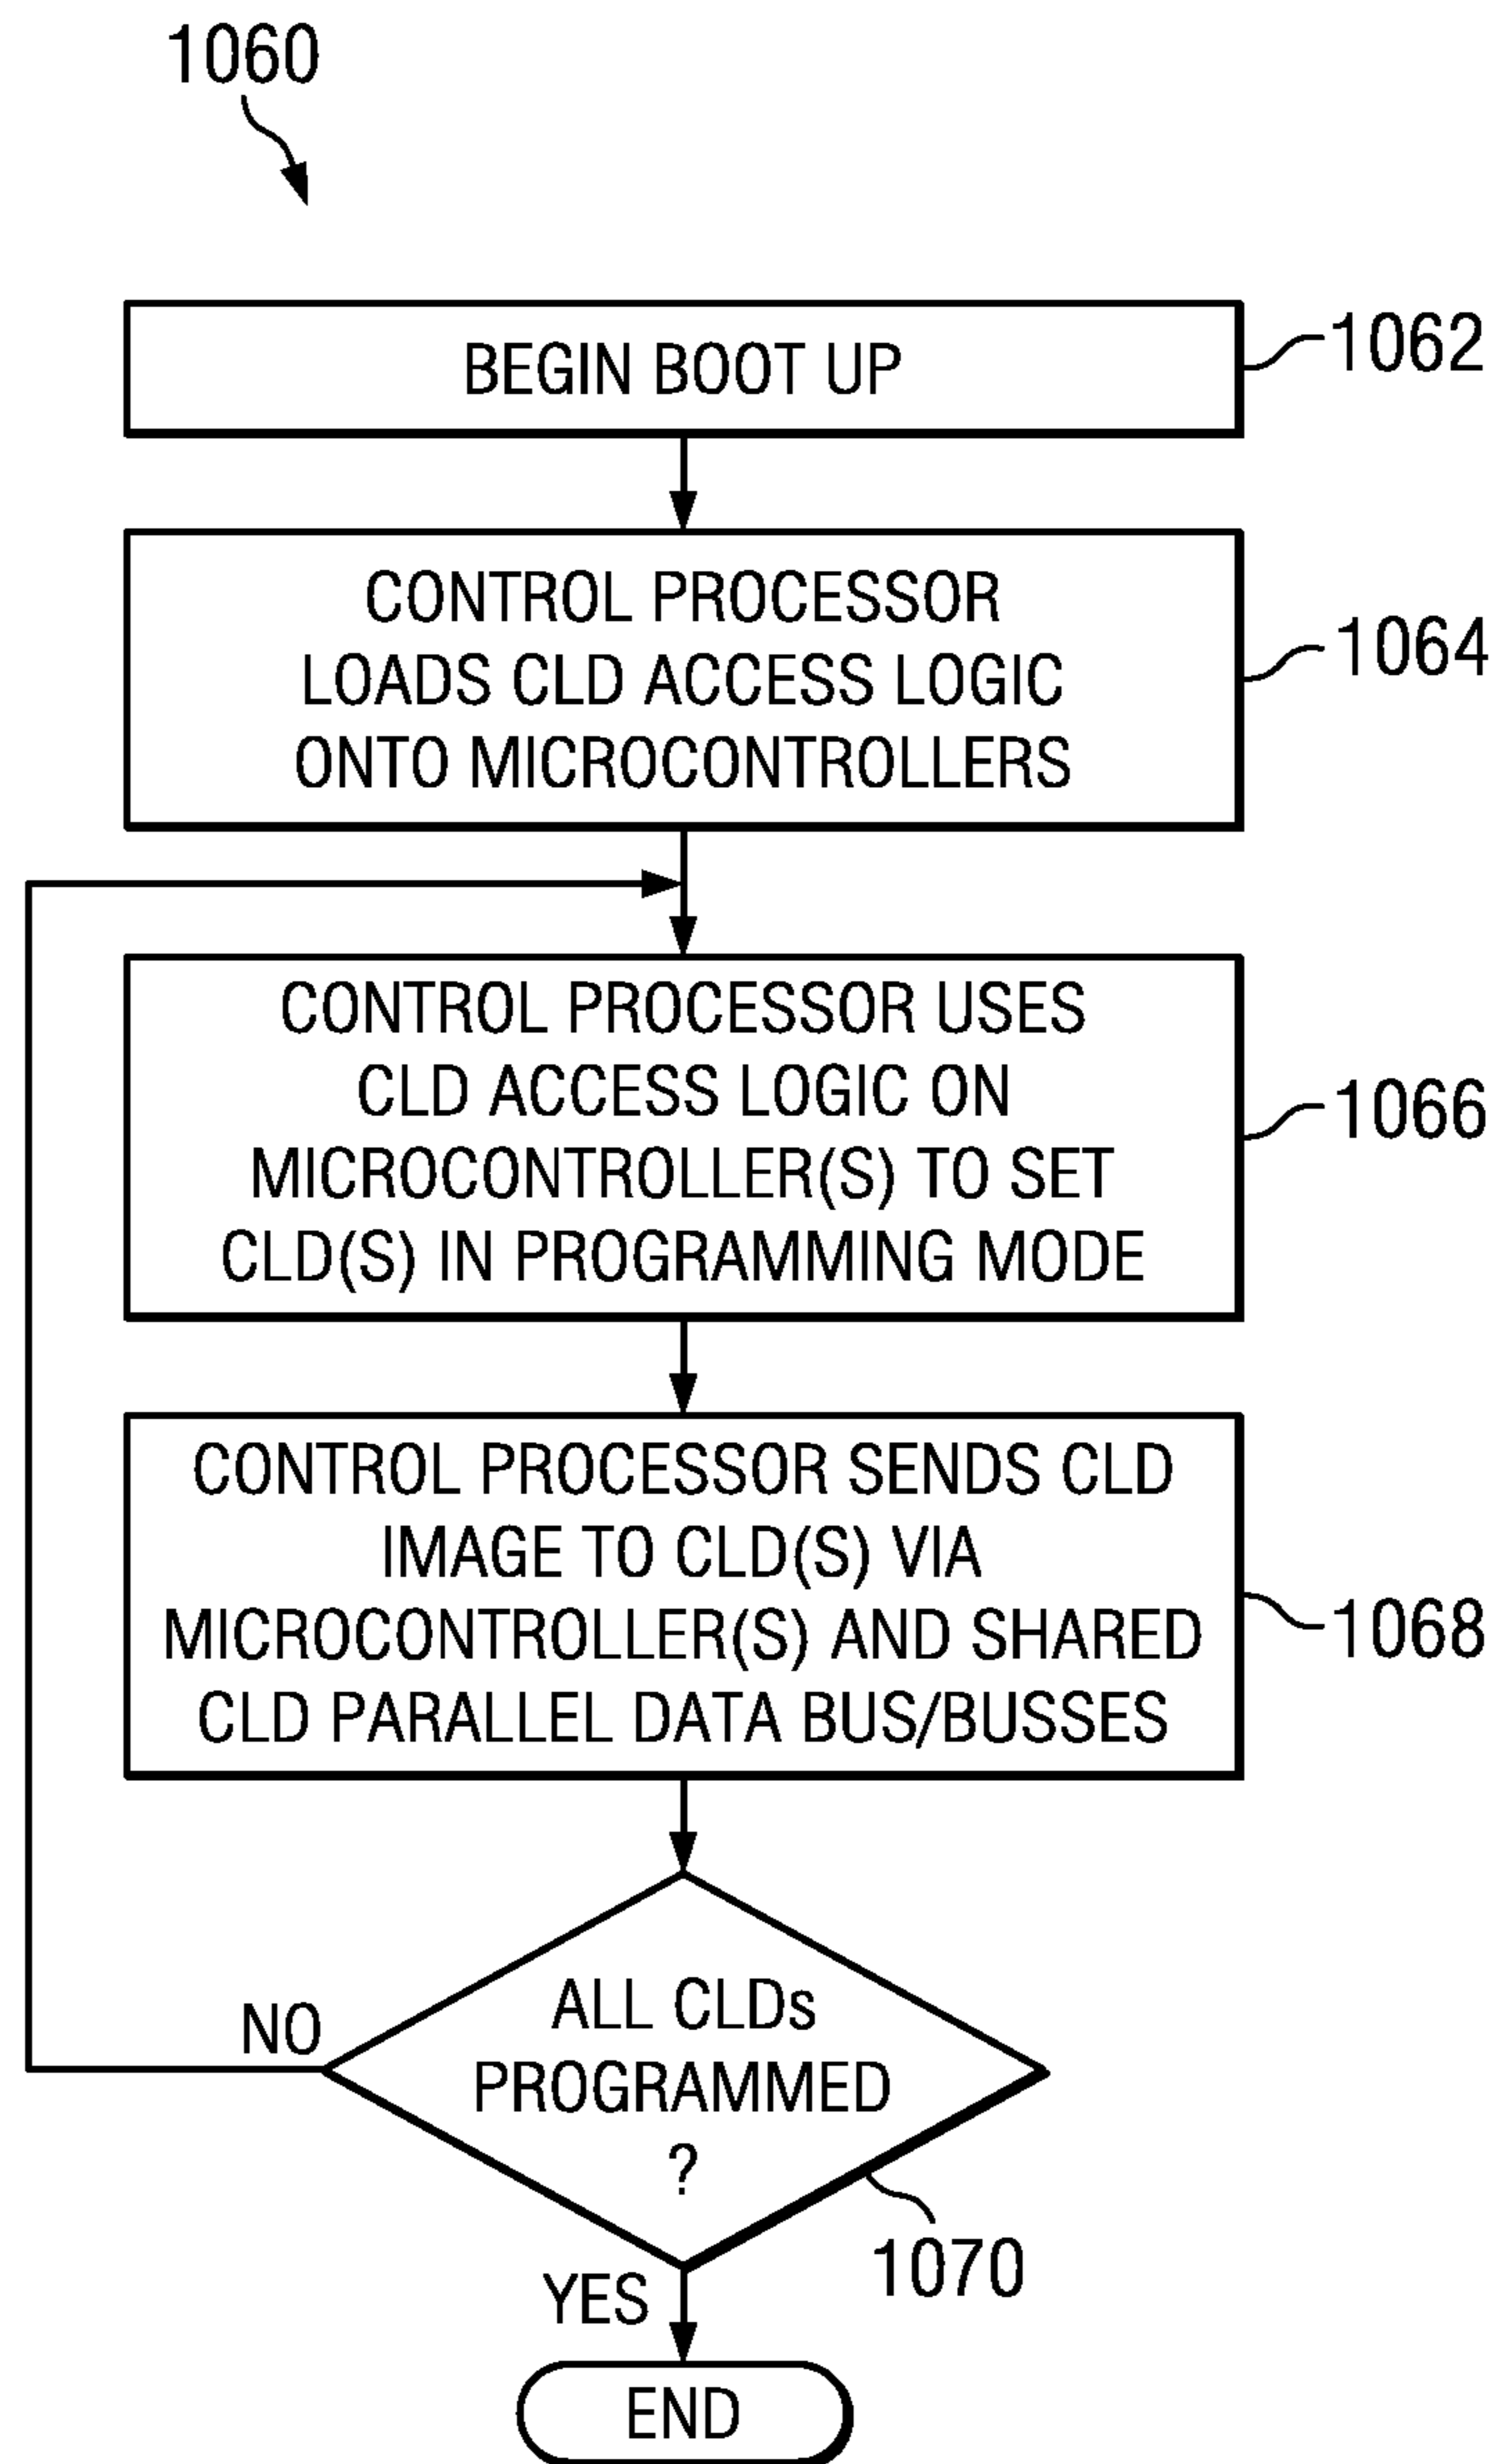 1060
BEGIN BOOT UP
1062
CONTROL PROCESSOR
LOADS CLD ACCESS LOGIC
ONTO MICROCONTROLLERS
1064
CONTROL PROCESSOR USES
CLD ACCESS LOGIC ON
MICROCONTROLLER(S) TO SET
CLD(S) IN PROGRAMMING MODE
1066
CONTROL PROCESSOR SENDS CLD
IMAGE TO CLD(S) VIA
MICROCONTROLLER(S) AND SHARED
CLD PARALLEL DATA BUS/BUSSES
1068
ALL CLDs
PROGRAMMED
?
NO
1070
YES
END